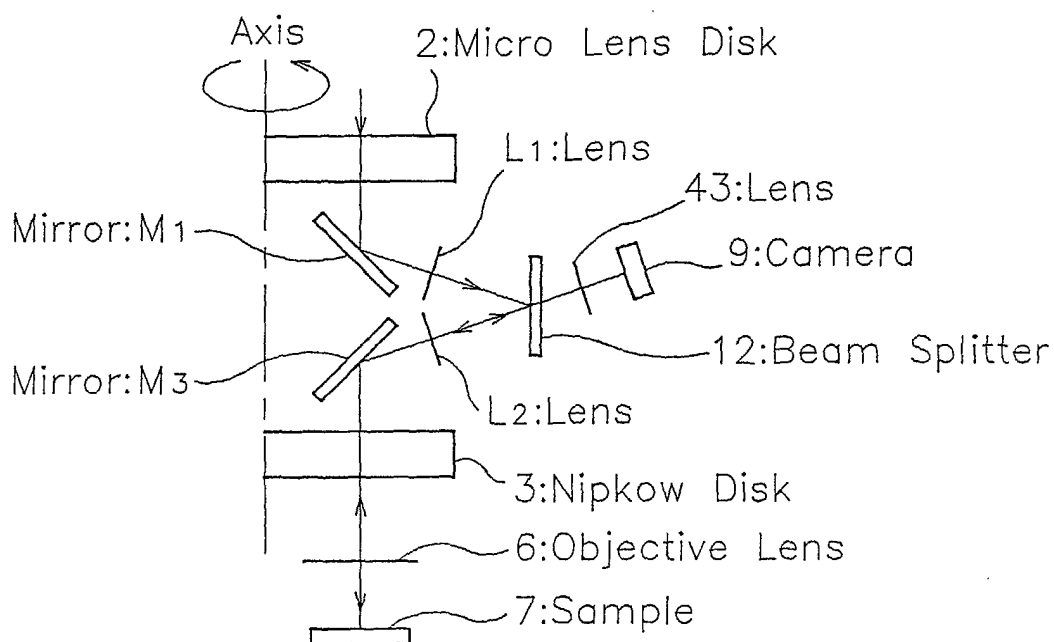 Axis
2:Micro Lens Disk
L1:Lens
43:Lens
Mirror:M1
9:Camera
12:Beam Splitter
Mirror:M3
L2:Lens
3:Nipkow Disk
6:Objective Lens
7:Sample